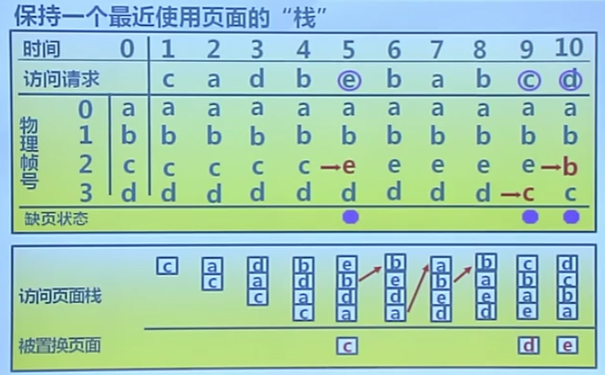 保持一个最近使用页面的“栈”
时间 0 1 2 3 4 5 6 7 8 9 10
访问请求 c a d b e b a b c d
物理帧号
0 a a a a a a a a a a a
1 b b b b b b b b b b b
2 c c c c c →e e e e e →b
3 d d d d d d d d d →c c
缺页状态
访问页面栈
c a d b e b a b c d
c a d b e b a b c
c a d d e e a b
c a a d d e a
被置换页面 c d e